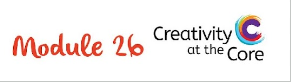 Module 26
Creativity
at the
Core